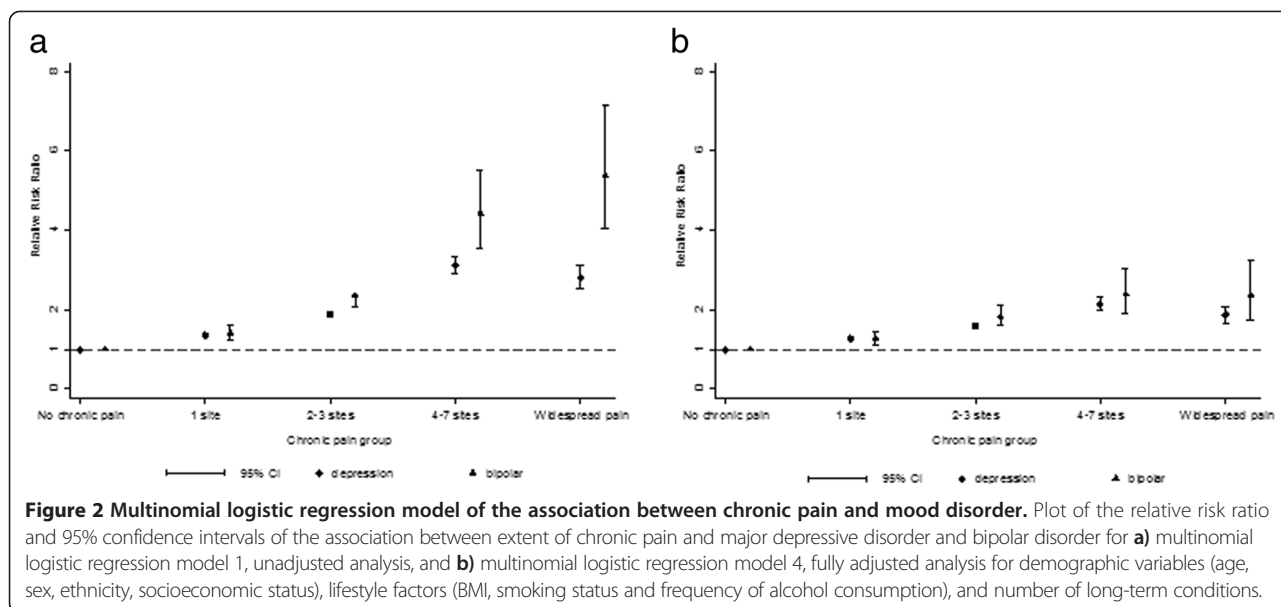 a
b
8
6
4
2
1
0
Relative Risk Ratio
No chronic pain
1 site
2-3 sites
4-7 sites
Widespread pain
Chronic pain group
95% CI
depression
bipolar
8
6
4
2
1
0
Relative Risk Ratio
No chronic pain
1 site
2-3 sites
4-7 sites
Widespread pain
Chronic pain group
95% CI
depression
bipolar
Figure 2 Multinomial logistic regression model of the association between chronic pain and mood disorder. Plot of the relative risk ratio
and 95% confidence intervals of the association between extent of chronic pain and major depressive disorder and bipolar disorder for a) multinomial
logistic regression model 1, unadjusted analysis, and b) multinomial logistic regression model 4, fully adjusted analysis for demographic variables (age,
sex, ethnicity, socioeconomic status), lifestyle factors (BMI, smoking status and frequency of alcohol consumption), and number of long-term conditions.